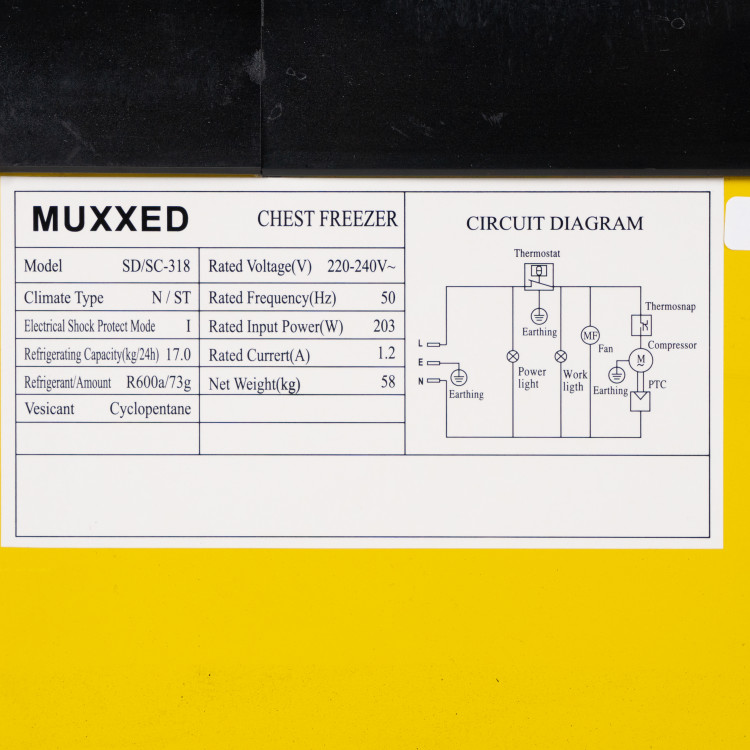 MUXXED CHEST FREEZER
Model SD/SC-318
Climate Type N / ST
Electrical Shock Protect Mode I
Refrigerating Capacity(kg/24h) 17.0
Refrigerant/Amount R600a/73g
Vesicant Cyclopentane
Rated Voltage(V) 220-240V~
Rated Frequency(Hz) 50
Rated Input Power(W) 203
Rated Currert(A) 1.2
Net Weight(kg) 58
CIRCUIT DIAGRAM
Thermostat
Earthing
Thermosnap
L
E
N
Earthing
Power
light
Work
ligth
MF
Fan
Compressor
M
~
Earthing
PTC